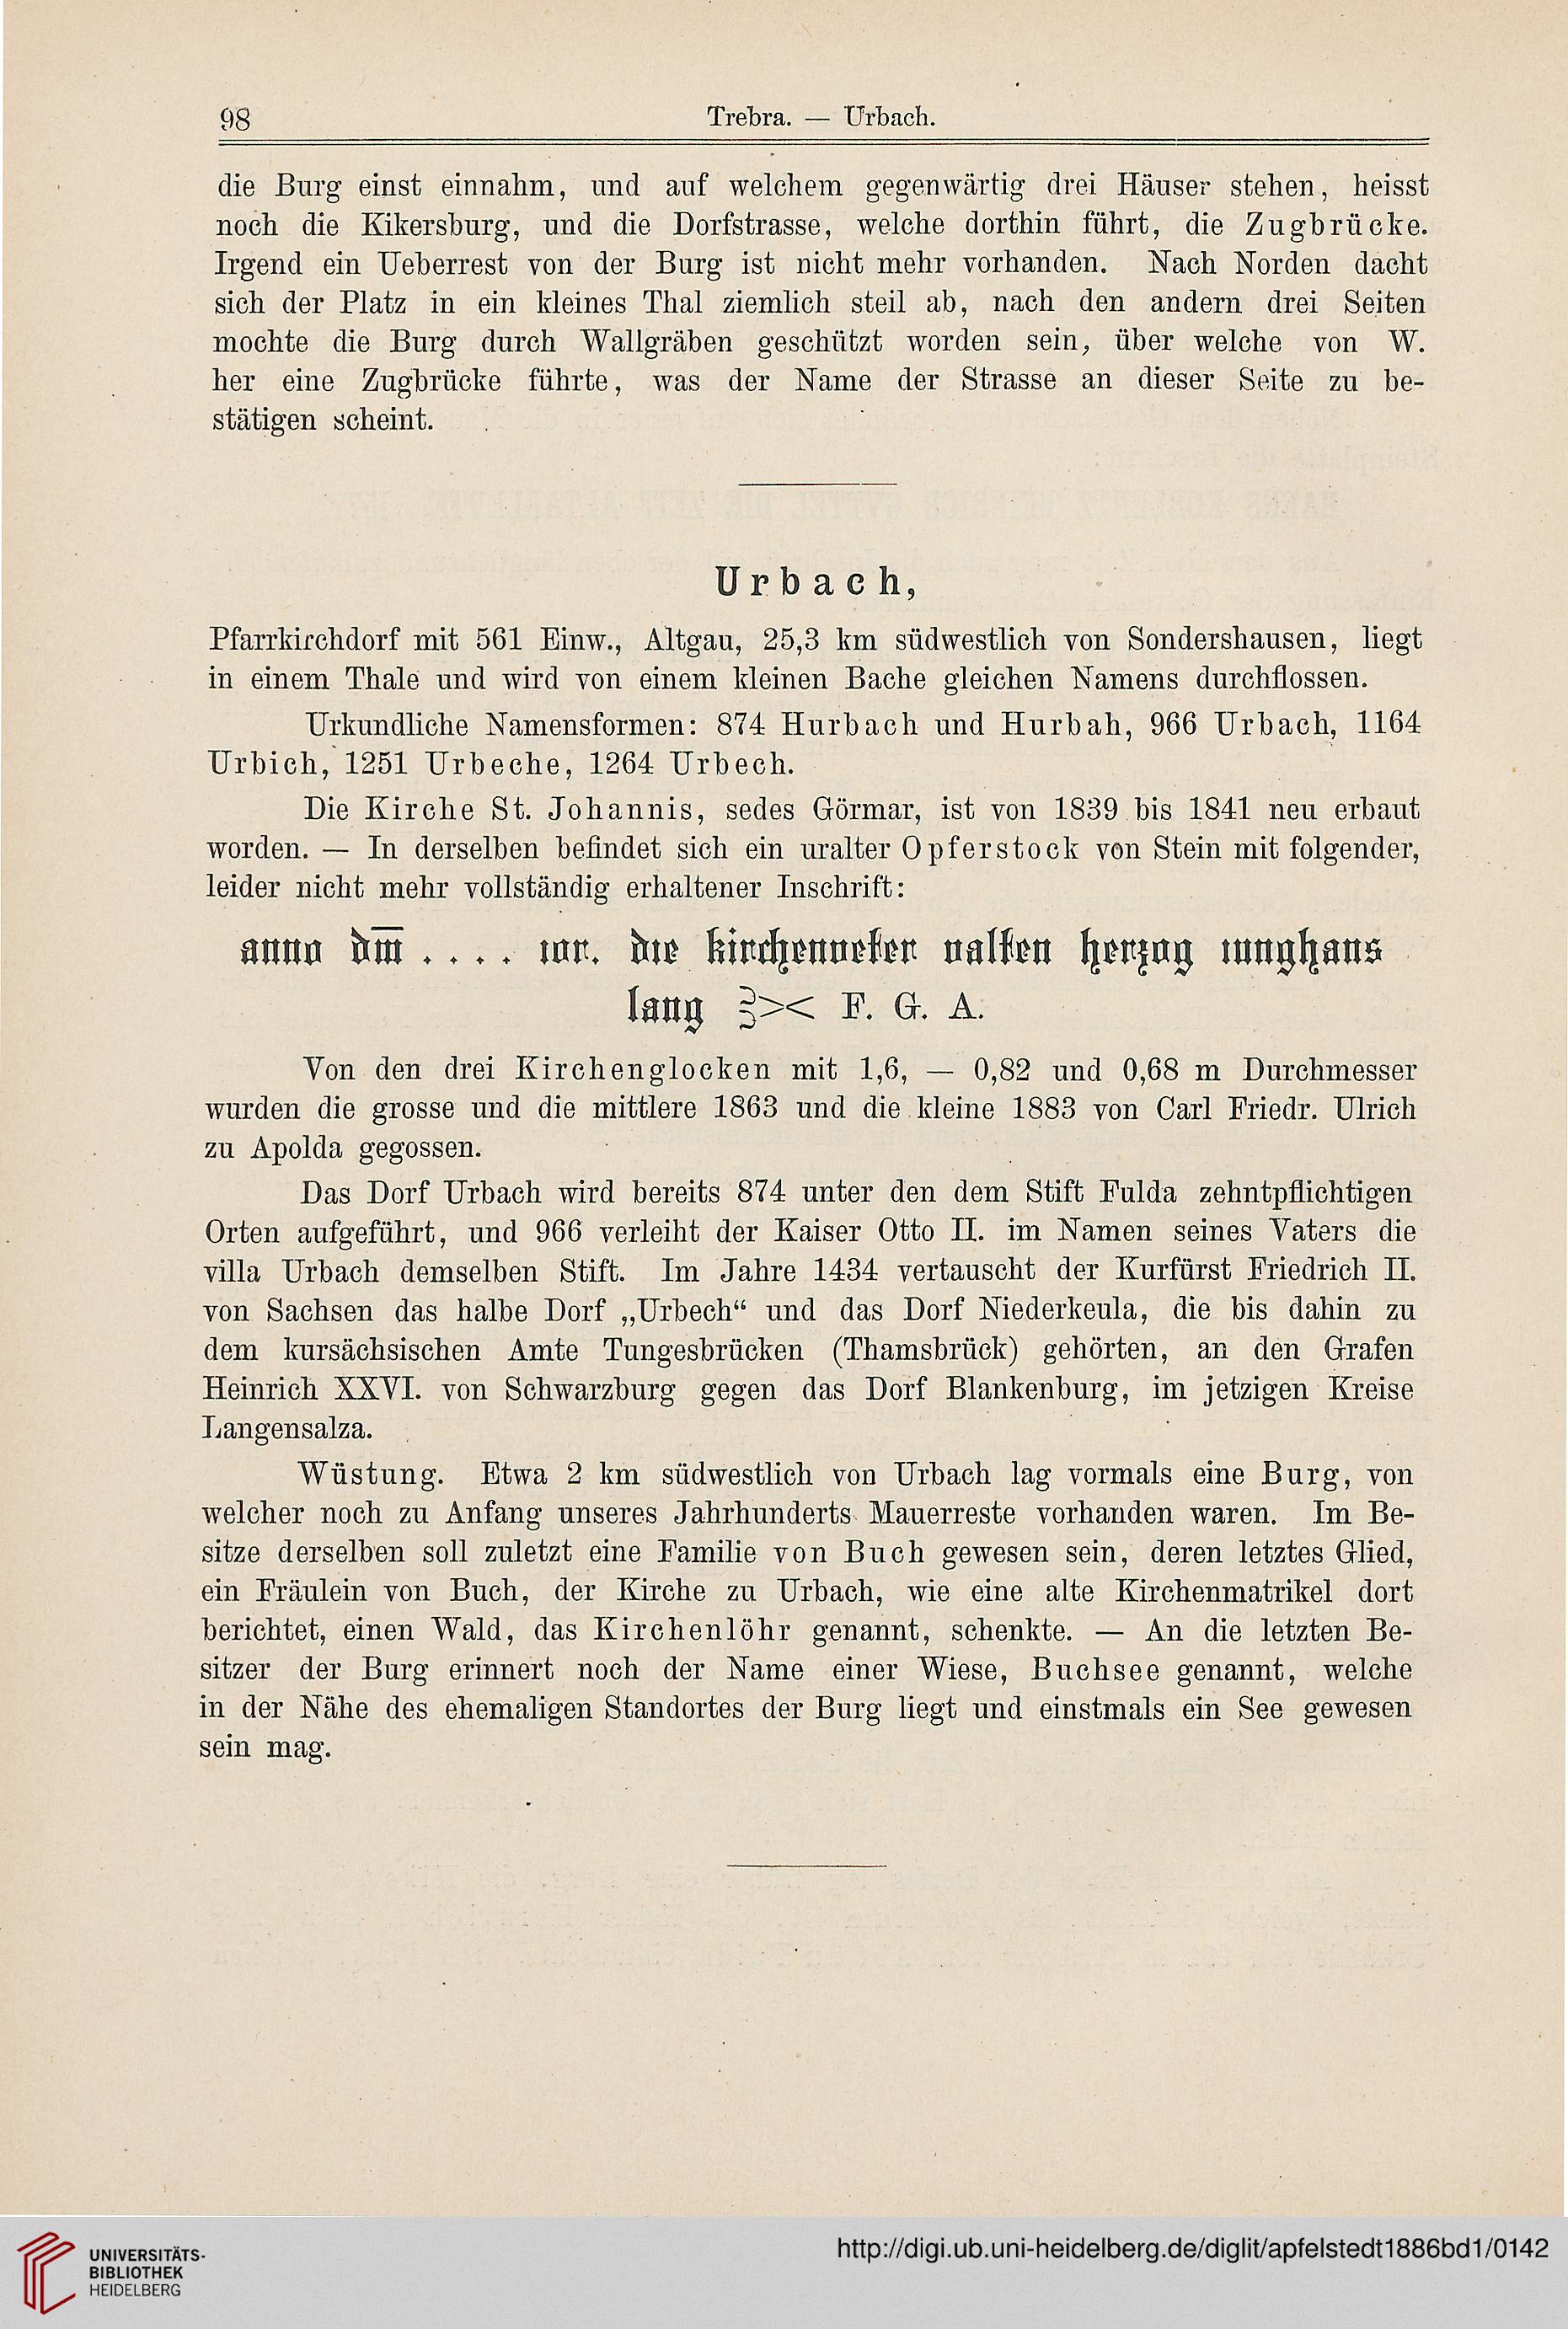 98
Trebra. — Urbach.
die Burg einst einnahm, und auf welchem gegenwärtig drei Häuser stehen, heisst
noch die Kikersburg, und die Dorfstrasse, welche dorthin führt, die Zugbrücke.
Irgend ein Ueberrest von der Burg ist nicht mehr vorhanden. Nach Norden dacht
sich der Platz in ein kleines Thal ziemlich steil ab, nach den andern drei Seiten
mochte die Burg durch Wallgräben geschützt worden sein, über welche von W.
her eine Zugbrücke führte, was der Name der Strasse an dieser Seite zu be-
stätigen scheint.
Urbach,
Pfarrkirchdorf mit 561 Einw., Altgau, 25,3 km südwestlich von Sondershausen, liegt
in einem Thale und wird von einem kleinen Bache gleichen Namens durchflossen.
Urkundliche Namensformen: 874 Hurbach und Hurbah, 966 Urbach, 1164
Urbich, 1251 Urbeche, 1264 Urbech.
Die Kirche St. Johannis, sedes Görmar, ist von 1839 bis 1841 neu erbaut
worden. — In derselben befindet sich ein uralter Opferstock von Stein mit folgender,
leider nicht mehr vollständig erhaltener Inschrift:
anno dm̅ . . . . die herzog iunghans
lang F. G. A.
Von den drei Kirchenglocken mit 1,6, — 0,82 und 0,68 m Durchmesser
wurden die grosse und die mittlere 1863 und die kleine 1883 von Carl Friedr. Ulrich
zu Apolda gegossen.
Das Dorf Urbach wird bereits 874 unter den dem Stift Fulda zehntpflichtigen
Orten aufgeführt, und 966 verleiht der Kaiser Otto II. im Namen seines Vaters die
villa Urbach demselben Stift. Im Jahre 1434 vertauscht der Kurfürst Friedrich II.
von Sachsen das halbe Dorf „Urbech“ und das Dorf Niederkeula, die bis dahin zu
dem kursächsischen Amte Tungesbrücken (Thamsbrück) gehörten, an den Grafen
Heinrich XXVI. von Schwarzburg gegen das Dorf Blankenburg, im jetzigen Kreise
Langensalza.
Wüstung. Etwa 2 km südwestlich von Urbach lag vormals eine Burg, von
welcher noch zu Anfang unseres Jahrhunderts Mauerreste vorhanden waren. Im Be-
sitze derselben soll zuletzt eine Familie von Buch gewesen sein, deren letztes Glied,
ein Fräulein von Buch, der Kirche zu Urbach, wie eine alte Kirchenmatrikel dort
berichtet, einen Wald, das Kirchenlöhr genannt, schenkte. — An die letzten Be-
sitzer der Burg erinnert noch der Name einer Wiese, Buchsee genannt, welche
in der Nähe des ehemaligen Standortes der Burg liegt und einstmals ein See gewesen
sein mag.
UNIVERSITÄTS-
BIBLIOTHEK
HEIDELBERG
http://digi.ub.uni-heidelberg.de/diglit/apfelstedt1886bd1/0142